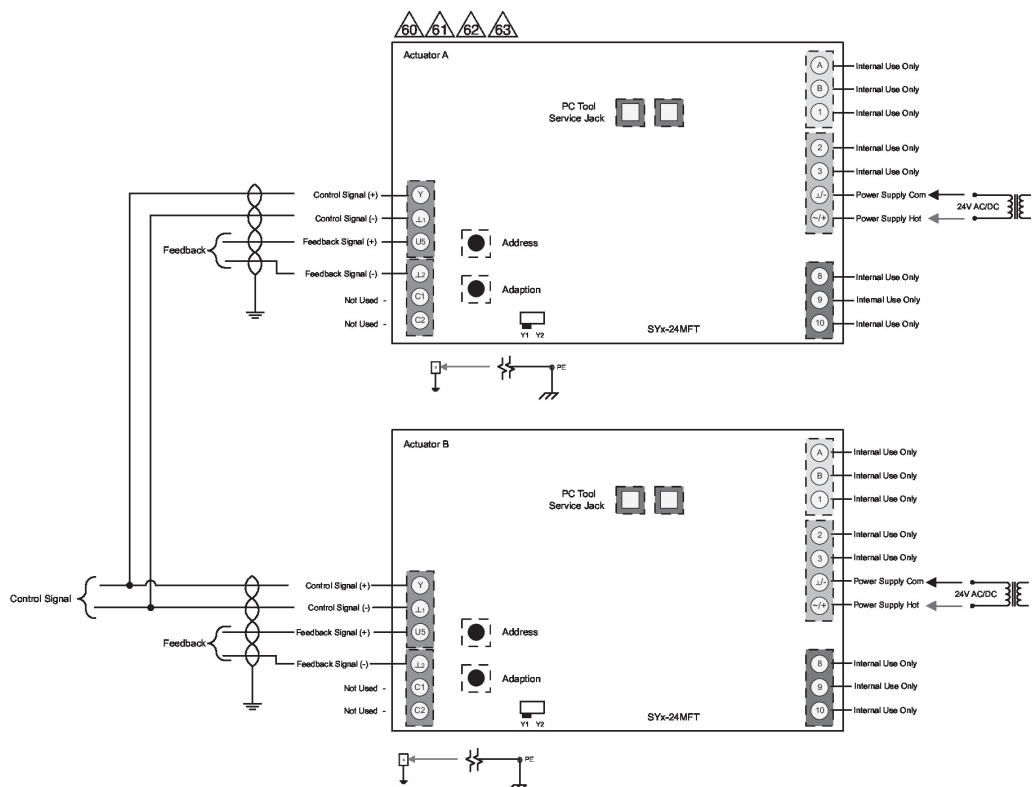 60 61 62 63
Actuator A
A Internal Use Only
B Internal Use Only
PC Tool
Service Jack
1 Internal Use Only
2 Internal Use Only
3 Internal Use Only
Control Signal (+) Y
⊥/- Power Supply Com
24V AC/DC
Control Signal (-) ⊥1
~/+ Power Supply Hot
Feedback
Feedback Signal (+) U5
Address
Feedback Signal (-) ⊥2
8 Internal Use Only
Not Used - C1
Adaption
9 Internal Use Only
Not Used - C2
Y1 Y2
SYx-24MFT
10 Internal Use Only
PE
Actuator B
A Internal Use Only
B Internal Use Only
PC Tool
Service Jack
1 Internal Use Only
2 Internal Use Only
3 Internal Use Only
Control Signal
Control Signal (+) Y
⊥/- Power Supply Com
24V AC/DC
Control Signal (-) ⊥1
~/+ Power Supply Hot
Feedback
Feedback Signal (+) U5
Address
Feedback Signal (-) ⊥2
8 Internal Use Only
Not Used - C1
Adaption
9 Internal Use Only
Not Used - C2
Y1 Y2
SYx-24MFT
10 Internal Use Only
PE